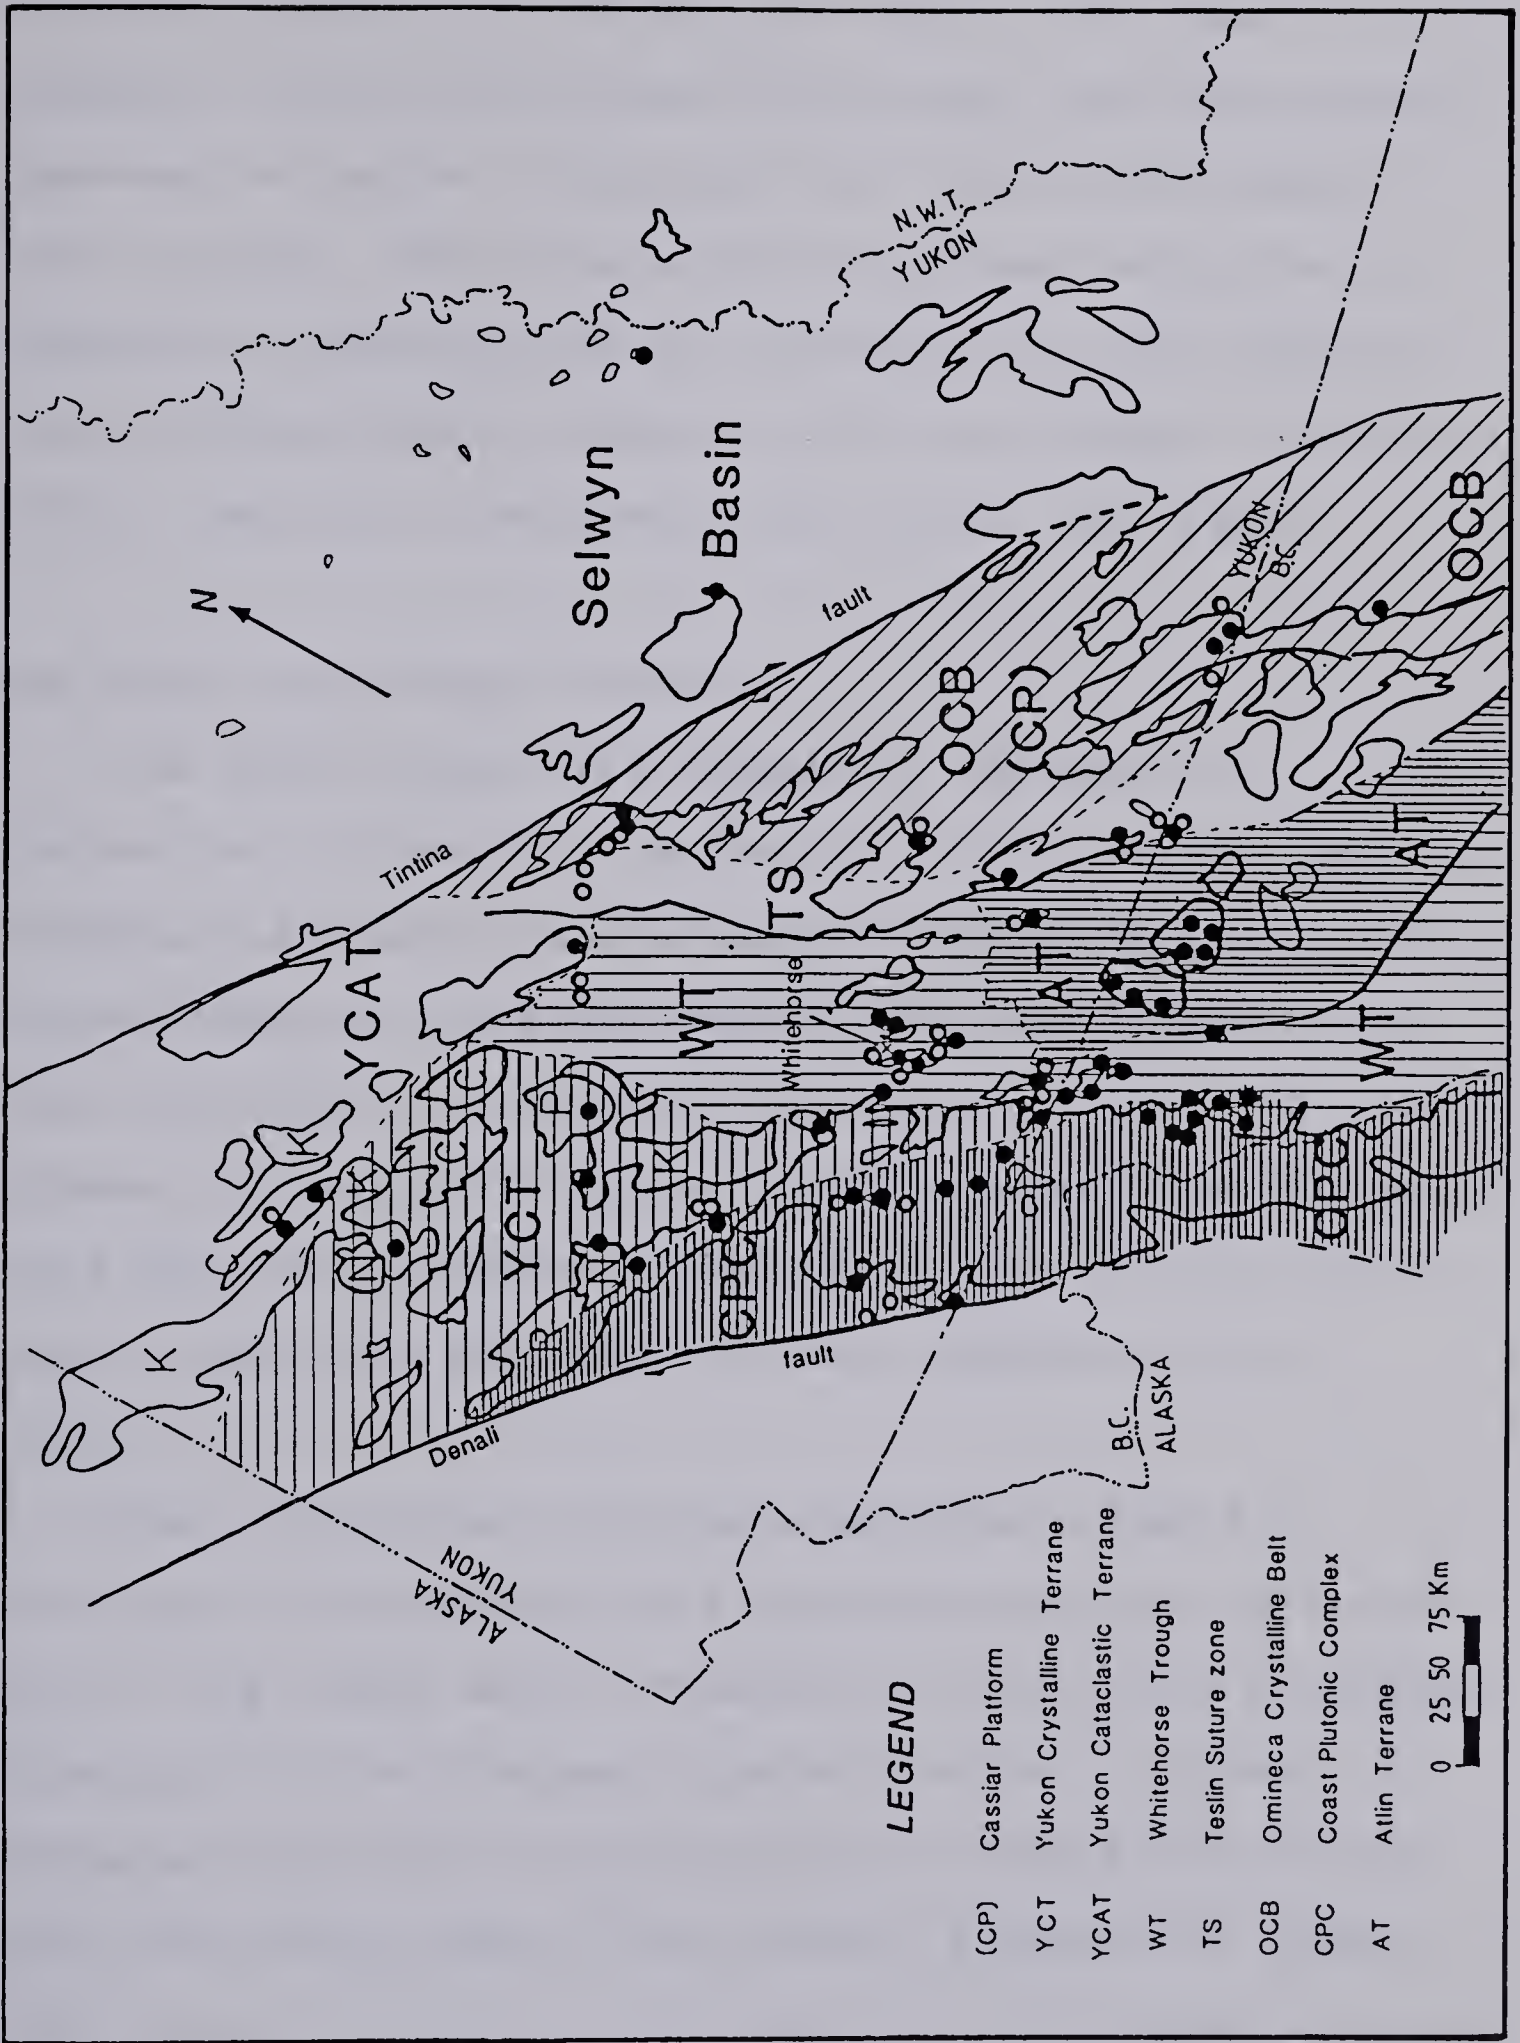 N
N.W.T.
YUKON
Selwyn
Basin
Tintina
fault
YCAT
TS
OCB
(CP)
YUKON
B.C.
OCB
WT
Whitehorse
AT
AT
WT
K
K
K
K
C
C
C
P
P
N
N
YCT
CPC
CPC
Denali
fault
ALASKA
YUKON
B.C.
ALASKA
LEGEND
(CP) Cassiar Platform
YCT Yukon Crystalline Terrane
YCAT Yukon Cataclastic Terrane
WT Whitehorse Trough
TS Teslin Suture zone
OCB Omineca Crystalline Belt
CPC Coast Plutonic Complex
AT Atlin Terrane
0 25 50 75 Km